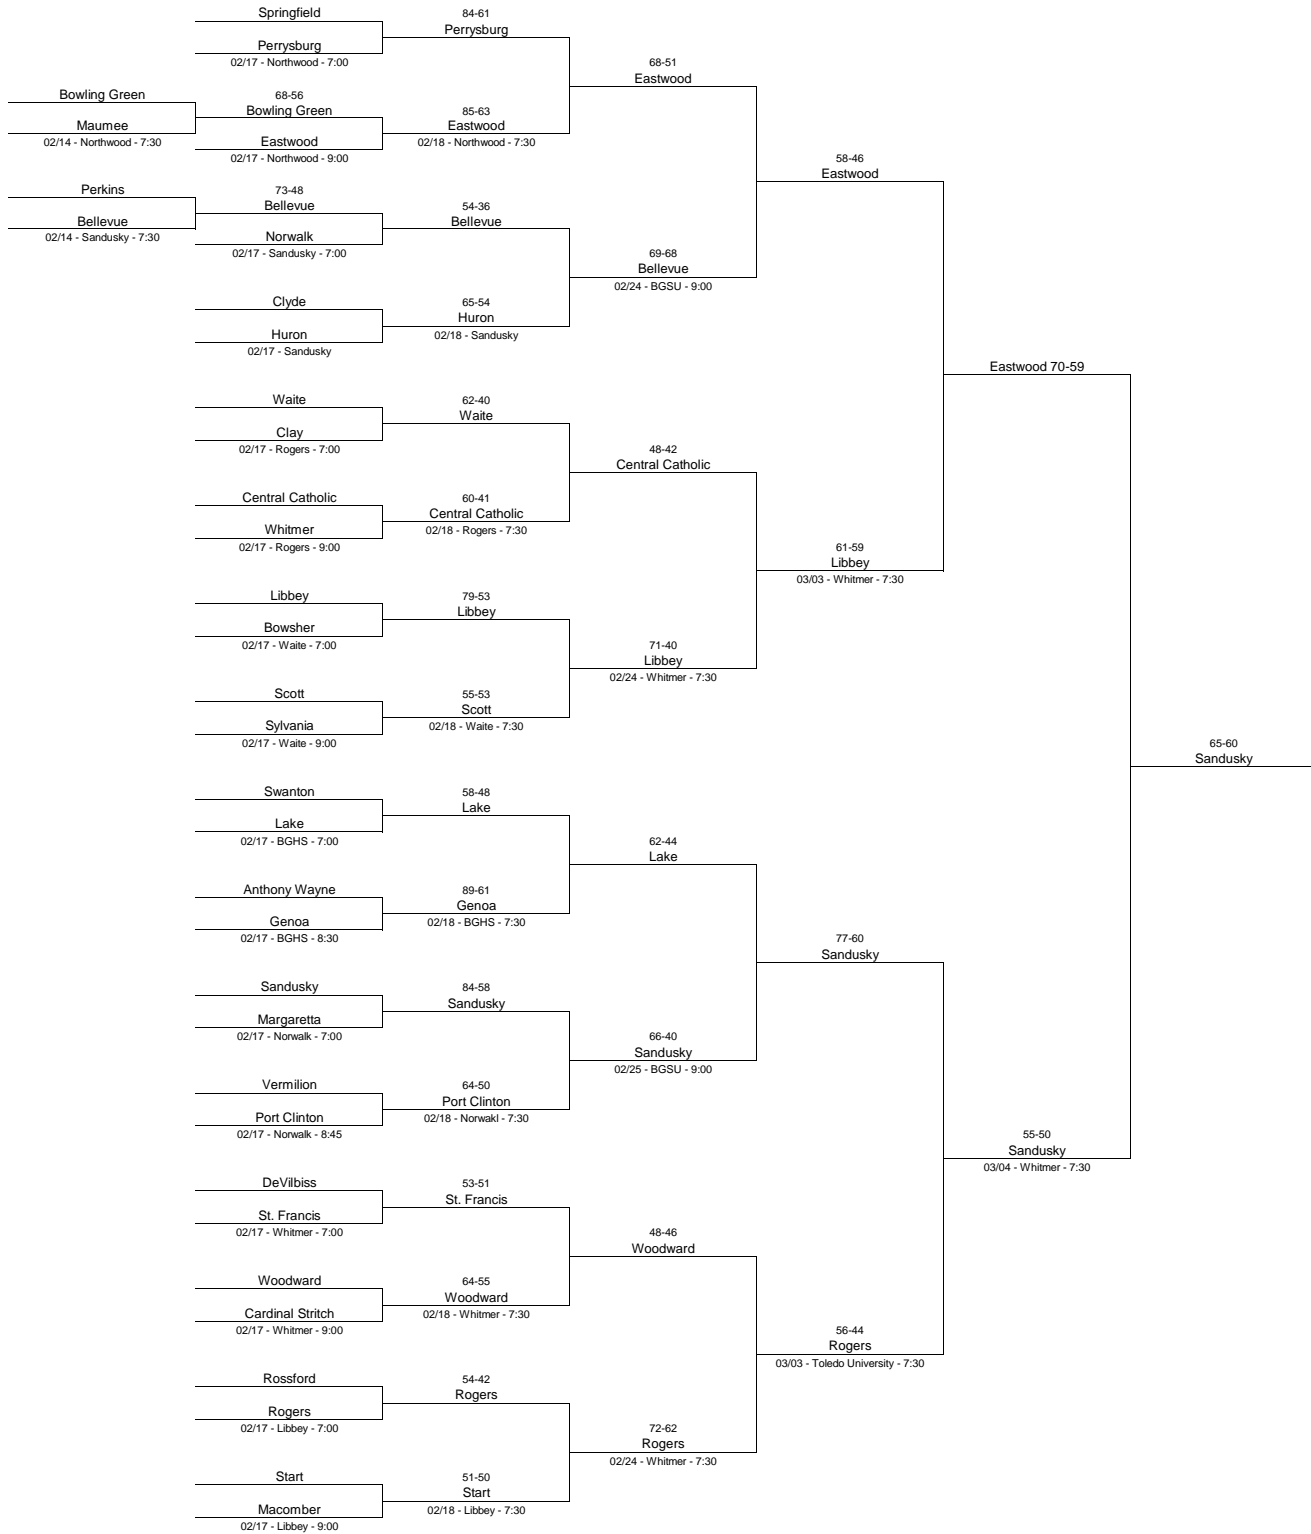 Springfield
84-61
Perrysburg
Perrysburg
02/17 - Northwood - 7:00
68-51
Eastwood
Bowling Green
68-56
Bowling Green
85-63
Maumee
Eastwood
02/14 - Northwood - 7:30
Eastwood
02/18 - Northwood - 7:30
02/17 - Northwood - 9:00
58-46
Eastwood
Perkins
73-48
Bellevue
54-36
Bellevue
Bellevue
02/14 - Sandusky - 7:30
Norwalk
02/17 - Sandusky - 7:00
69-68
Bellevue
02/24 - BGSU - 9:00
Clyde
65-54
Huron
Huron
02/18 - Sandusky
02/17 - Sandusky
Eastwood 70-59
Waite
62-40
Waite
Clay
02/17 - Rogers - 7:00
48-42
Central Catholic
Central Catholic
60-41
Central Catholic
Whitmer
02/18 - Rogers - 7:30
02/17 - Rogers - 9:00
61-59
Libbey
03/03 - Whitmer - 7:30
Libbey
79-53
Libbey
Bowsher
02/17 - Waite - 7:00
71-40
Libbey
02/24 - Whitmer - 7:30
Scott
55-53
Scott
Sylvania
02/18 - Waite - 7:30
02/17 - Waite - 9:00
65-60
Sandusky
Swanton
58-48
Lake
Lake
02/17 - BGHS - 7:00
62-44
Lake
Anthony Wayne
89-61
Genoa
Genoa
02/18 - BGHS - 7:30
02/17 - BGHS - 8:30
77-60
Sandusky
Sandusky
84-58
Sandusky
Margaretta
02/17 - Norwalk - 7:00
66-40
Sandusky
02/25 - BGSU - 9:00
Vermilion
64-50
Port Clinton
Port Clinton
02/18 - Norwakl - 7:30
02/17 - Norwalk - 8:45
55-50
Sandusky
03/04 - Whitmer - 7:30
DeVilbiss
53-51
St. Francis
St. Francis
02/17 - Whitmer - 7:00
48-46
Woodward
Woodward
64-55
Woodward
Cardinal Stritch
02/18 - Whitmer - 7:30
02/17 - Whitmer - 9:00
56-44
Rogers
03/03 - Toledo University - 7:30
Rossford
54-42
Rogers
Rogers
02/17 - Libbey - 7:00
72-62
Rogers
02/24 - Whitmer - 7:30
Start
51-50
Start
Macomber
02/18 - Libbey - 7:30
02/17 - Libbey - 9:00